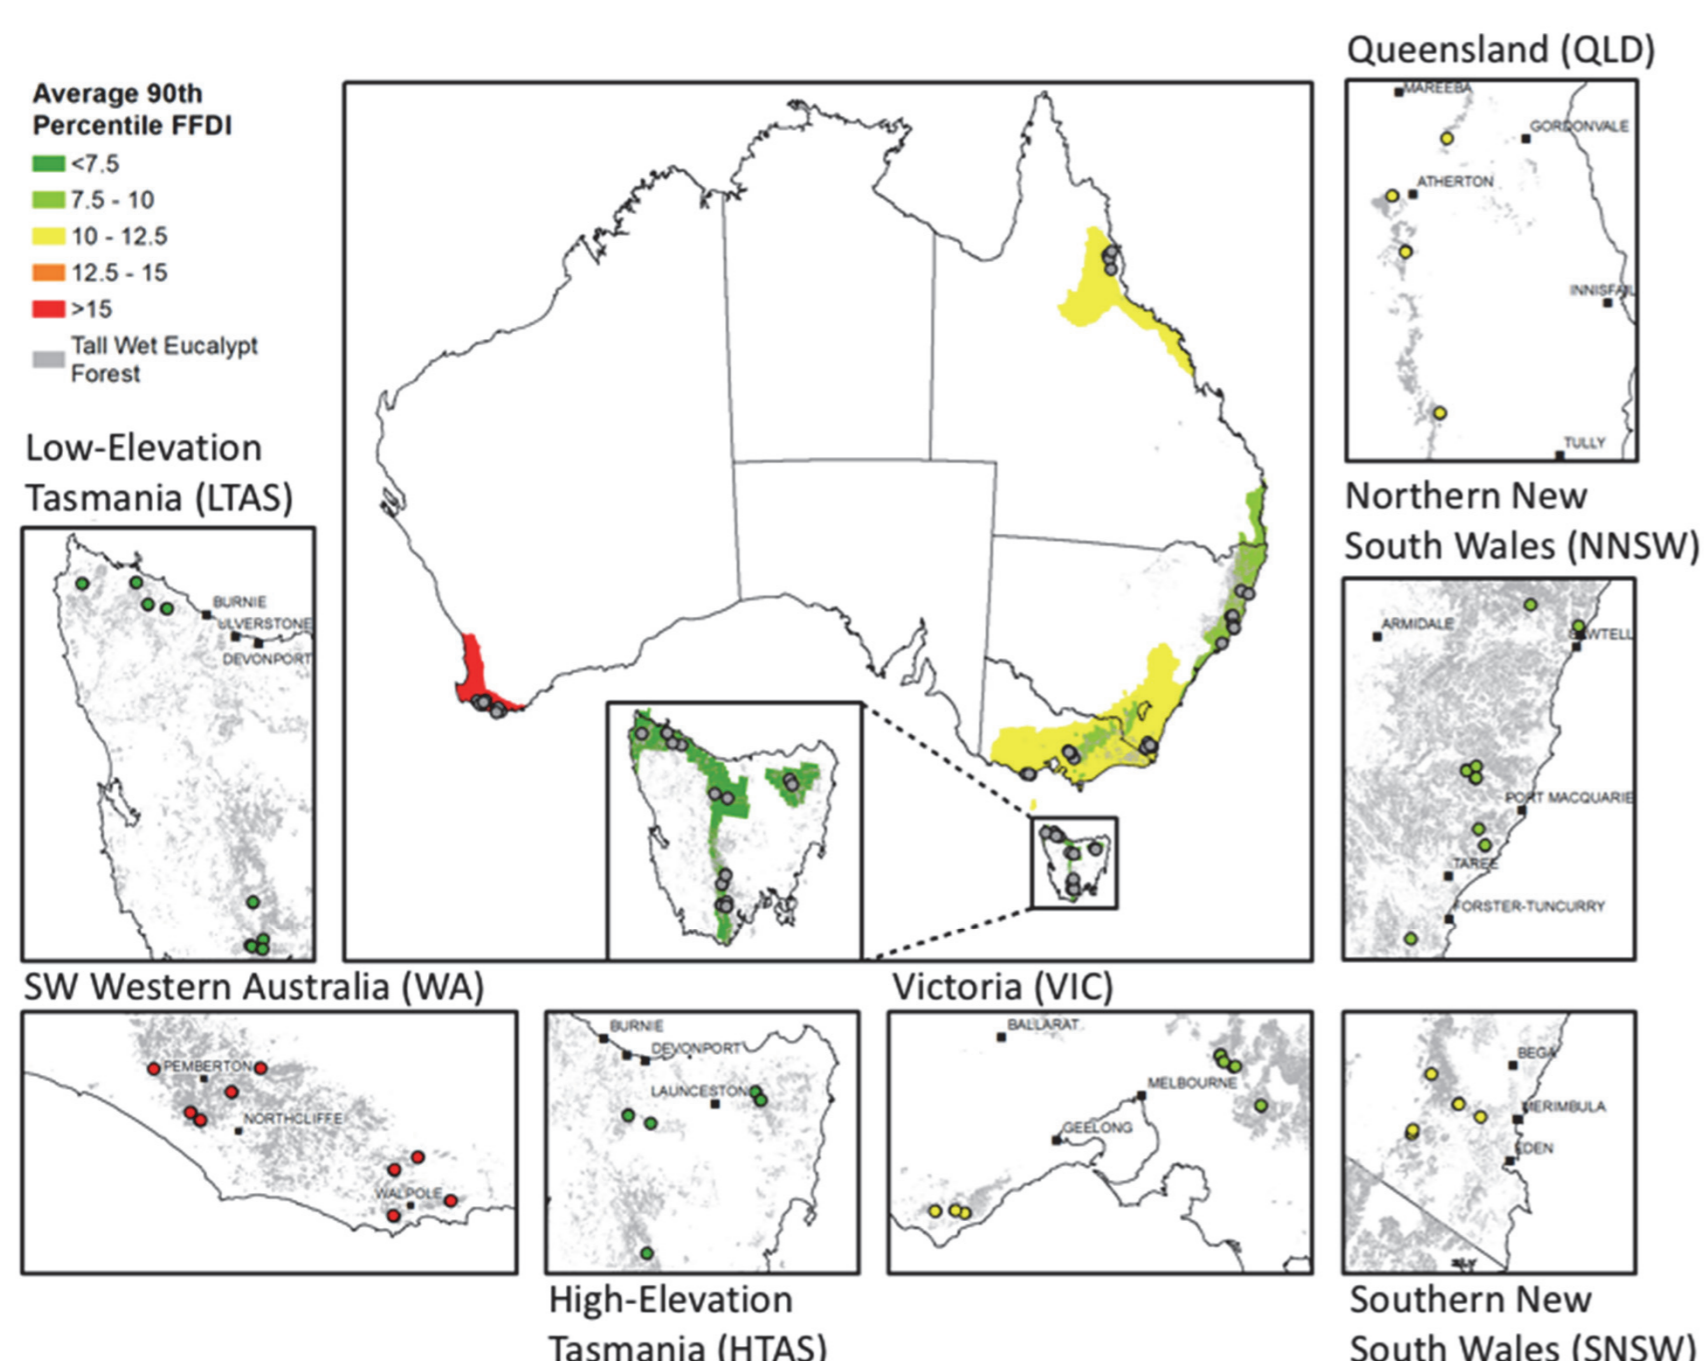 Queensland (QLD)
Average 90th
Percentile FFDI
<7.5
7.5 - 10
10 - 12.5
12.5 - 15
>15
Tall Wet Eucalypt
Forest
MAREEBA
GORDONVALE
ATHERTON
INNISFAIL
TULLY
Low-Elevation
Tasmania (LTAS)
BURNIE
ULVERSTONE
DEVONPORT
Northern New
South Wales (NNSW)
ARMIDALE
SAWTELL
PORT MACQUARIE
TAREE
FORSTER-TUNCURRY
SW Western Australia (WA)
PEMBERTON
NORTHCLIFFE
WALPOLE
BURNIE
DEVONPORT
LAUNCESTON
High-Elevation
Tasmania (HTAS)
Victoria (VIC)
BALLARAT
MELBOURNE
GEELONG
BEGA
MERIMBULA
EDEN
Southern New
South Wales (SNSW)